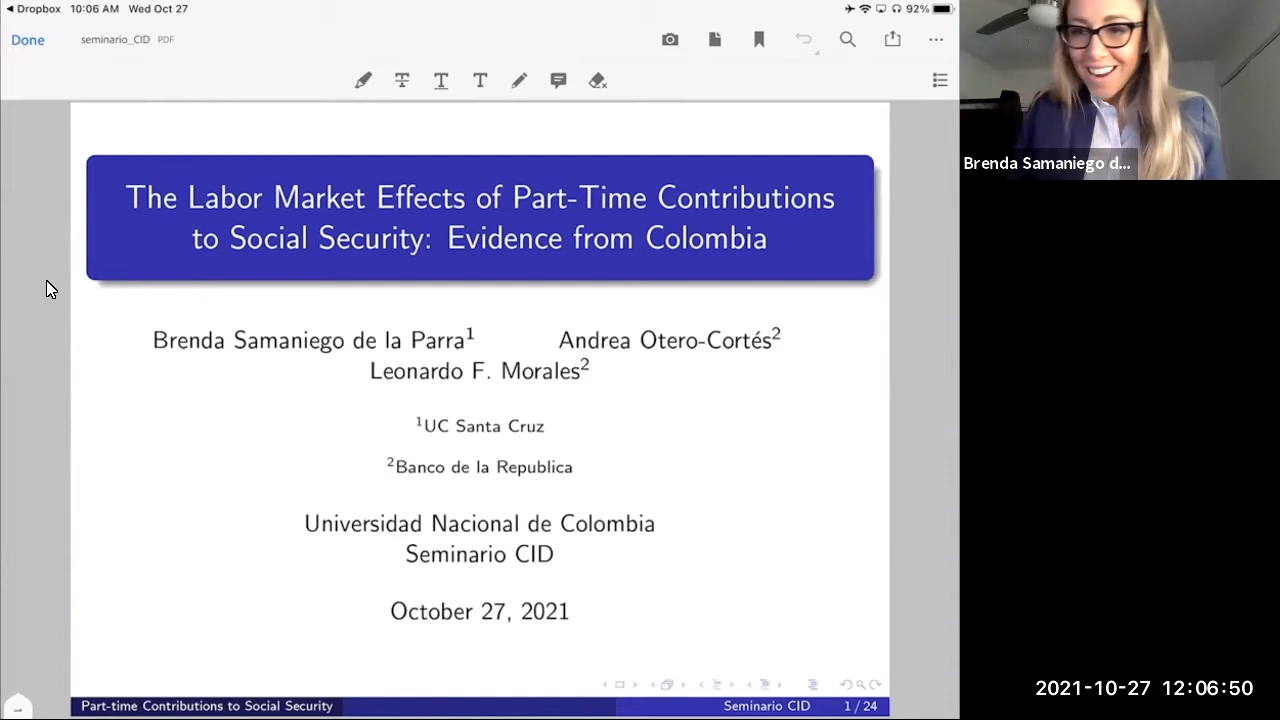 Dropbox 10:06 AM Wed Oct 27
92%
Done
seminario_CID PDF
The Labor Market Effects of Part-Time Contributions
to Social Security: Evidence from Colombia
Brenda Samaniego de la Parra¹ Andrea Otero-Cortés²
Leonardo F. Morales²
¹UC Santa Cruz
²Banco de la Republica
Universidad Nacional de Colombia
Seminario CID
October 27, 2021
Part-time Contributions to Social Security
Seminario CID
1 / 24
Brenda Samaniego d...
2021-10-27 12:06:50